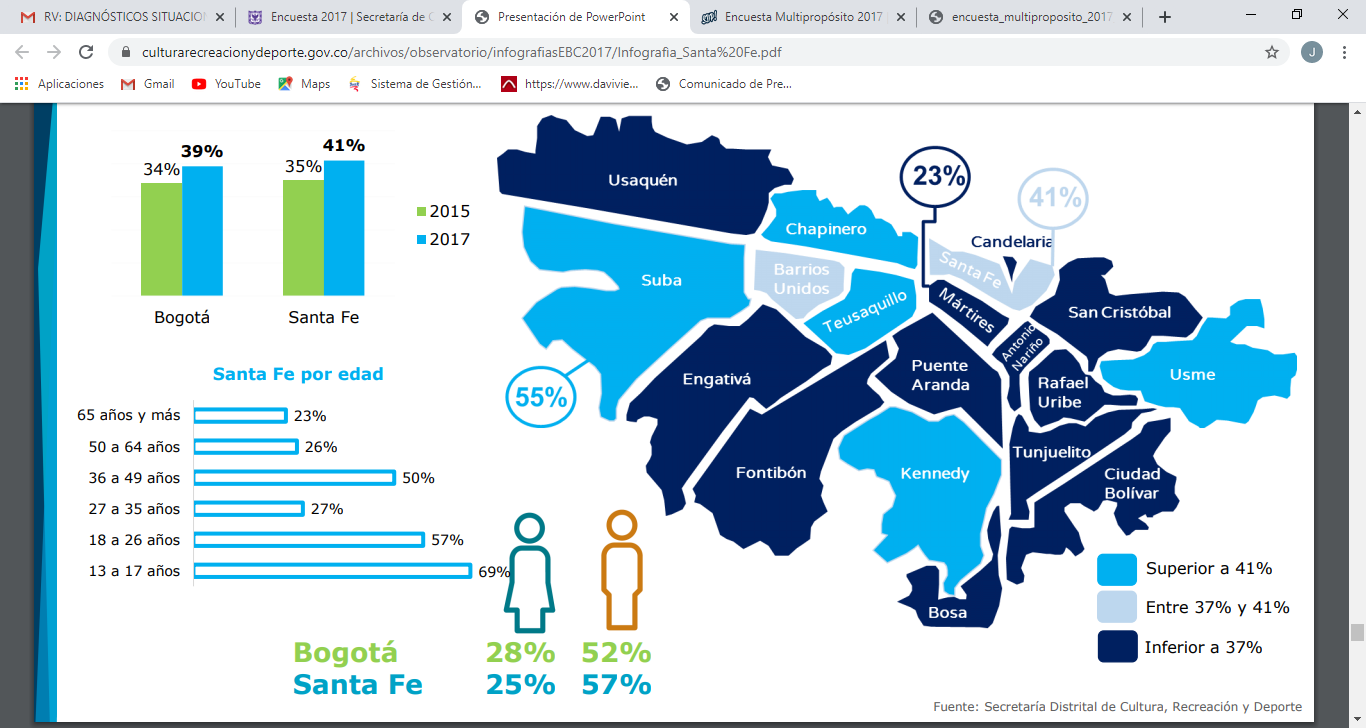 RV: DIAGNÓSTICOS SITUACIO
Encuesta 2017 | Secretaría de C
Presentación de PowerPoint
Encuesta Multipropósito 2017
encuesta_multiproposito_2017
culturarecreacionydeporte.gov.co/archivos/observatorio/infografiasEBC2017/Infografia_Santa%20Fe.pdf
J
Aplicaciones
Gmail
YouTube
Maps
Sistema de Gestión...
https://www.davivie...
Comunicado de Pre...
34%
39%
35%
41%
2015
2017
Bogotá
Santa Fe
Santa Fe por edad
65 años y más 23%
50 a 64 años 26%
36 a 49 años 50%
27 a 35 años 27%
18 a 26 años 57%
13 a 17 años 69%
Bogotá 28% 52%
Santa Fe 25% 57%
Usaquén
23%
41%
Chapinero
Candelaria
Santa Fe
Barrios
Unidos
Suba
Teusaquillo
Mártires
San Cristóbal
Antonio
Nariño
Puente
Aranda
Engativá
Rafael
Uribe
Usme
55%
Tunjuelito
Fontibón
Kennedy
Ciudad
Bolívar
Bosa
Superior a 41%
Entre 37% y 41%
Inferior a 37%
Fuente: Secretaría Distrital de Cultura, Recreación y Deporte